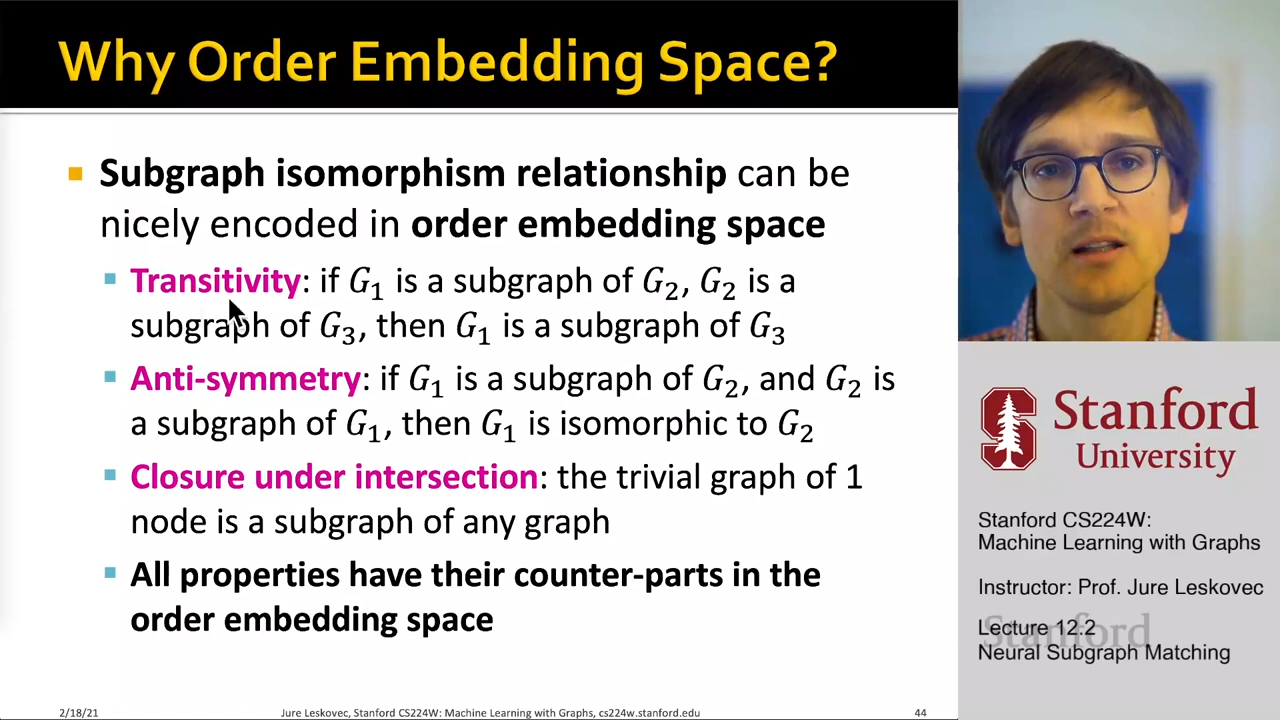 Why Order Embedding Space?
Subgraph isomorphism relationship can be
nicely encoded in order embedding space
Transitivity: if G₁ is a subgraph of G₂, G₂ is a
subgraph of G₃, then G₁ is a subgraph of G₃
Anti-symmetry: if G₁ is a subgraph of G₂, and G₂ is
a subgraph of G₁, then G₁ is isomorphic to G₂
Closure under intersection: the trivial graph of 1
node is a subgraph of any graph
All properties have their counter-parts in the
order embedding space
2/18/21
Jure Leskovec, Stanford CS224W: Machine Learning with Graphs, cs224w.stanford.edu
44
S
Stanford
University
Stanford CS224W:
Machine Learning with Graphs
Instructor: Prof. Jure Leskovec
Lecture 12.2
Stanford
Neural Subgraph Matching